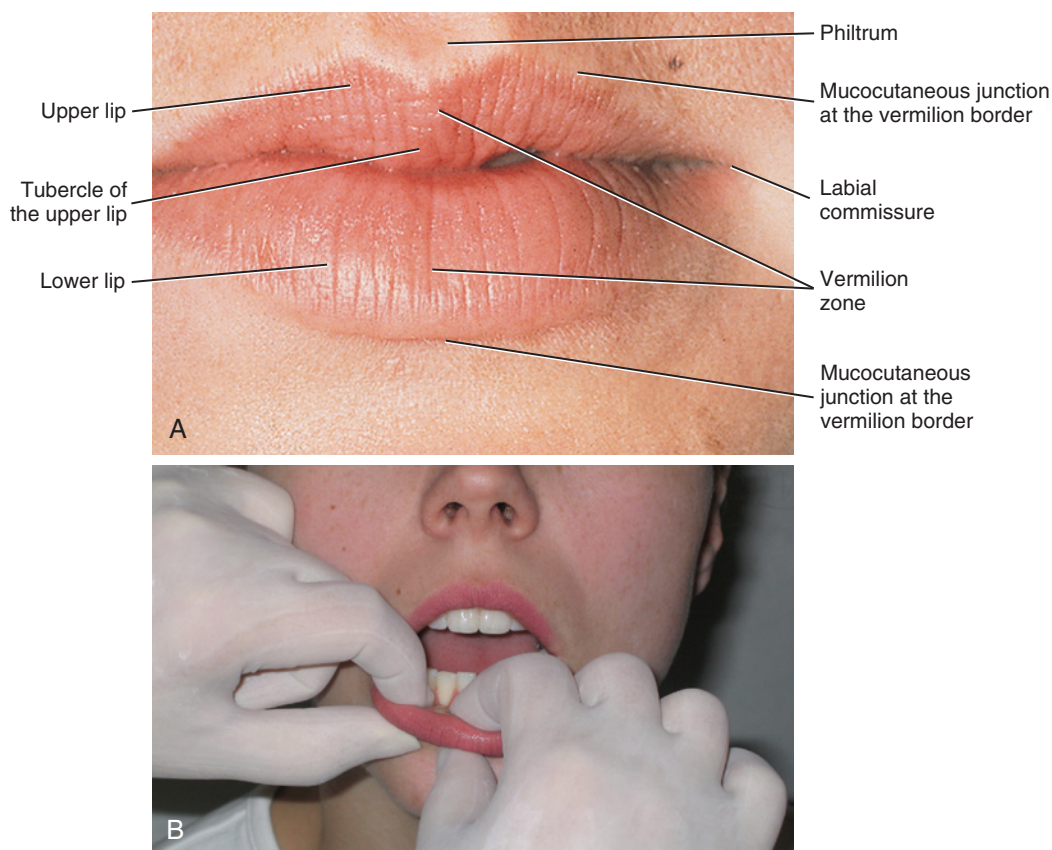 Upper lip
Tubercle of
the upper lip
Lower lip
Philtrum
Mucocutaneous junction
at the vermilion border
Labial
commissure
Vermilion
zone
Mucocutaneous
junction at the
vermilion border
A
B